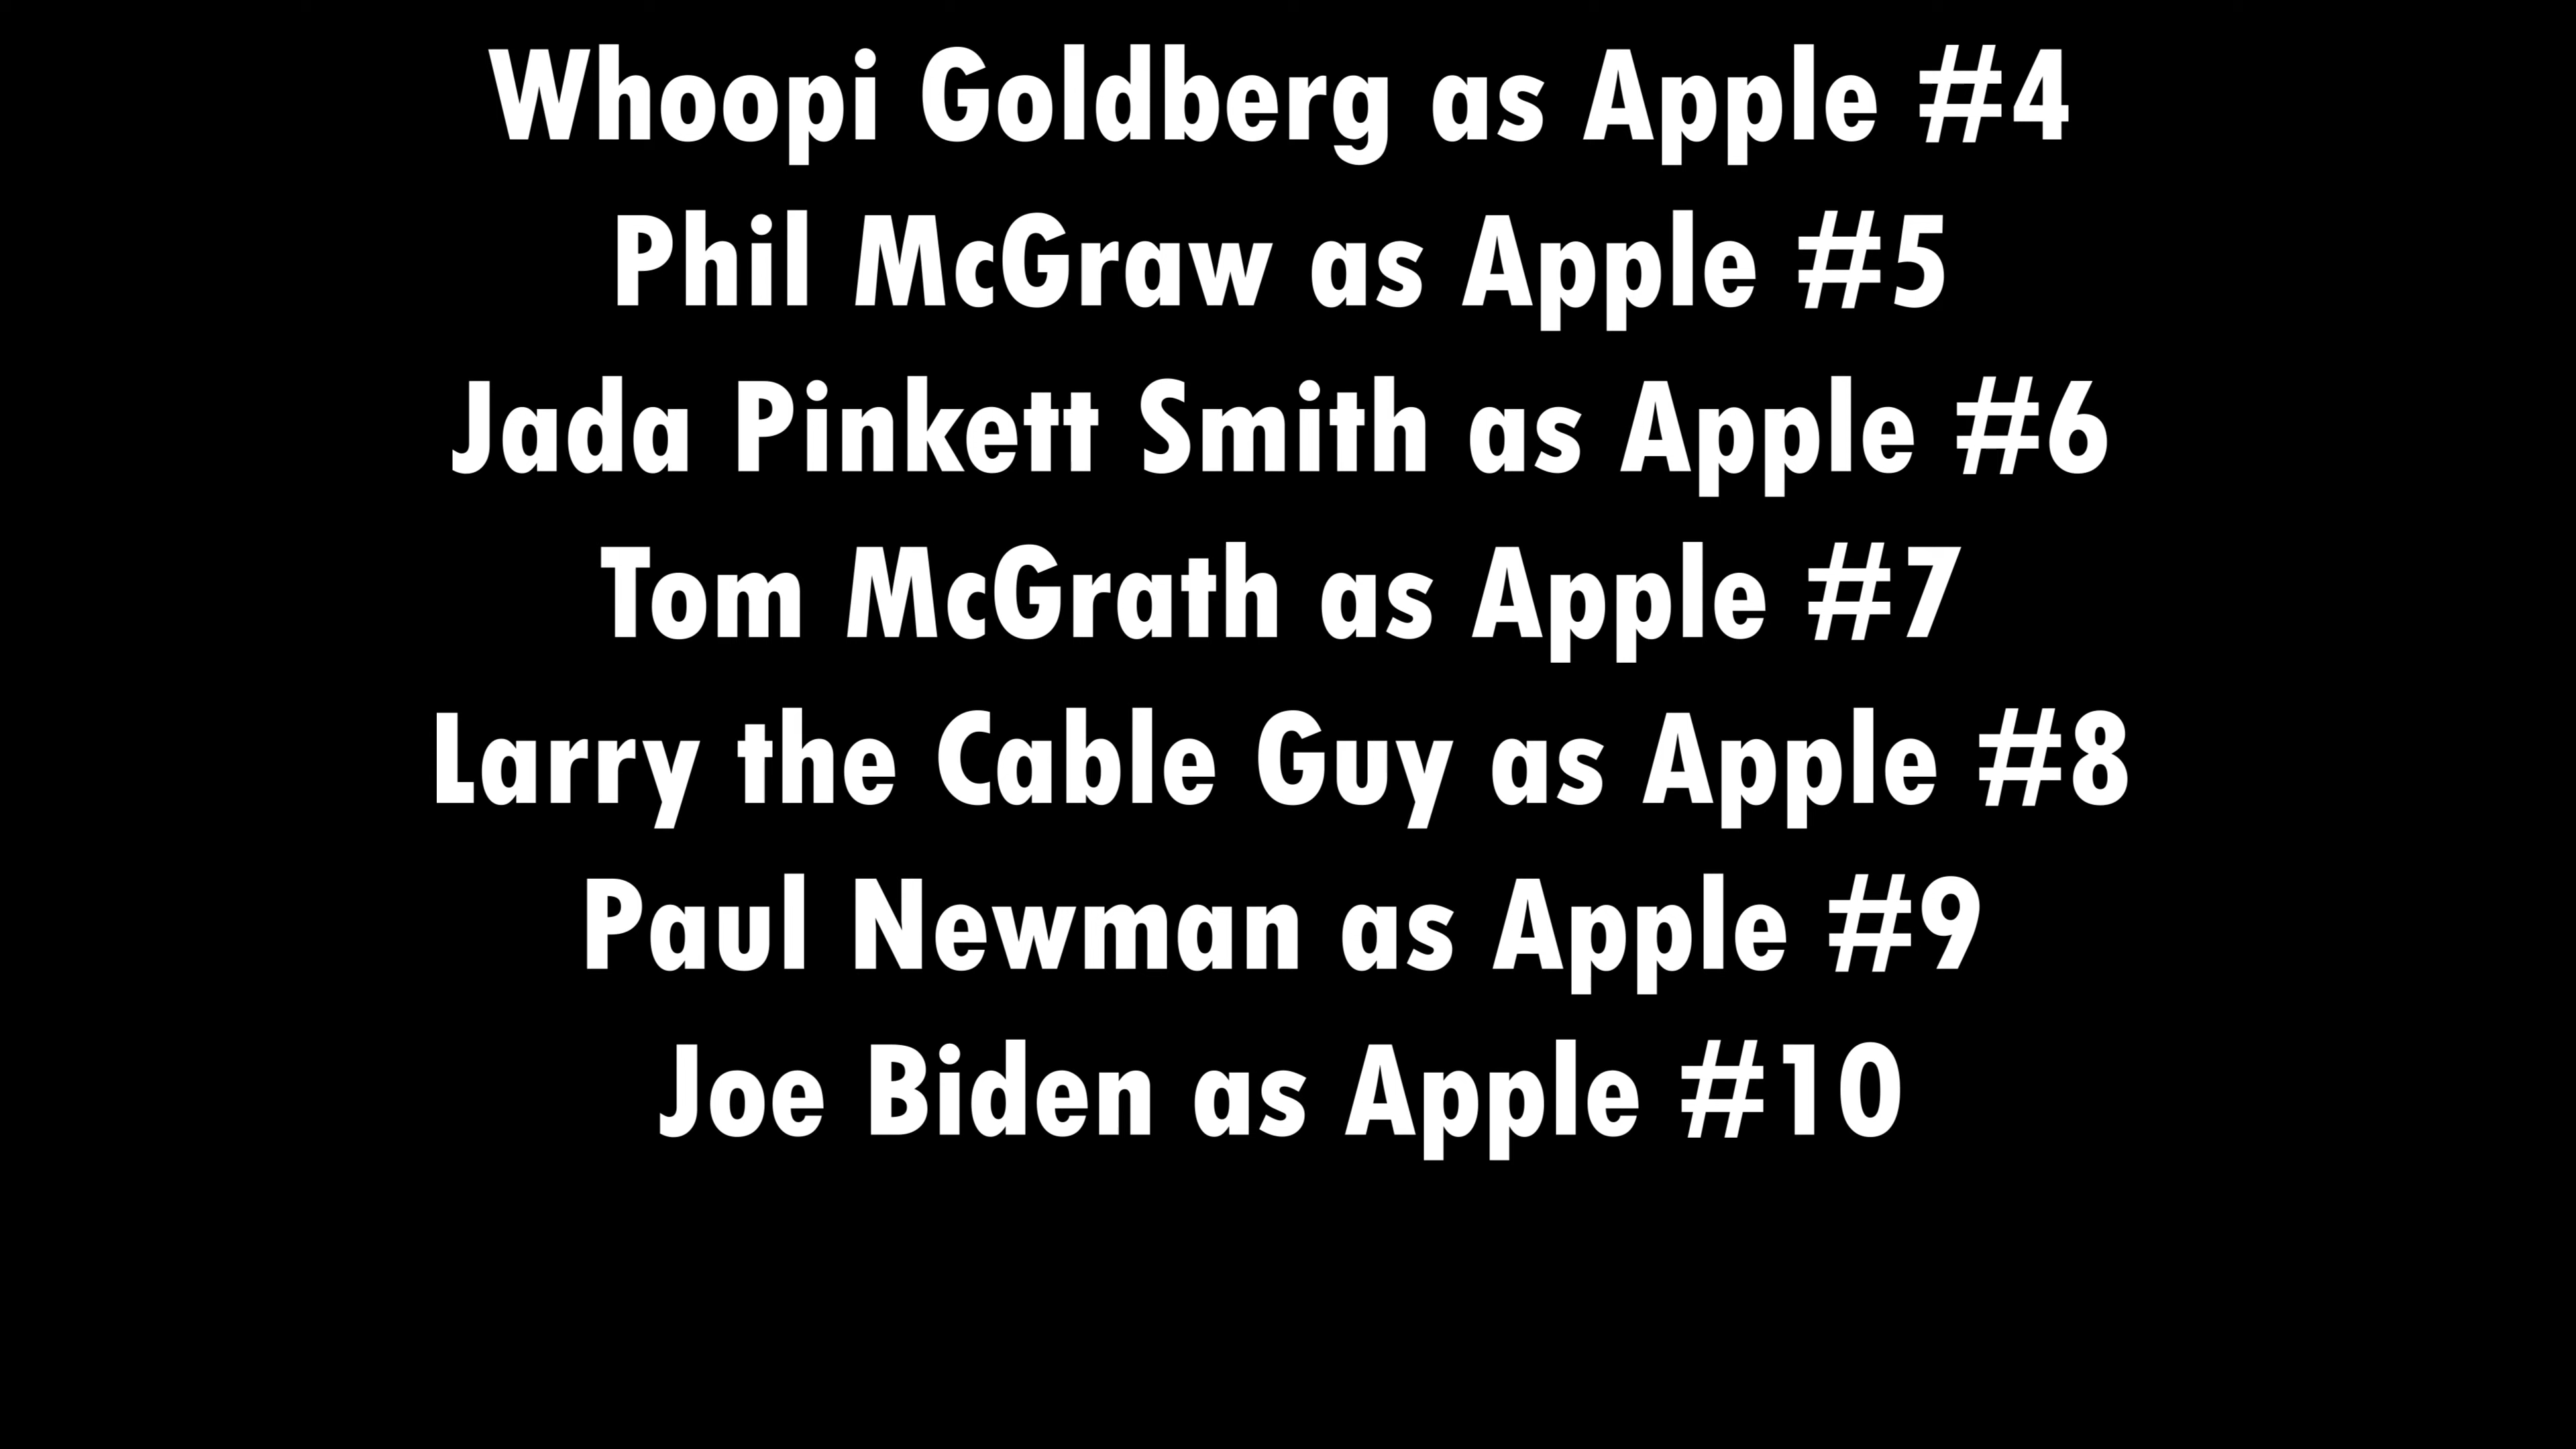 Whoopi Goldberg as Apple #4
Phil McGraw as Apple #5
Jada Pinkett Smith as Apple #6
Tom McGrath as Apple #7
Larry the Cable Guy as Apple #8
Paul Newman as Apple #9
Joe Biden as Apple #10